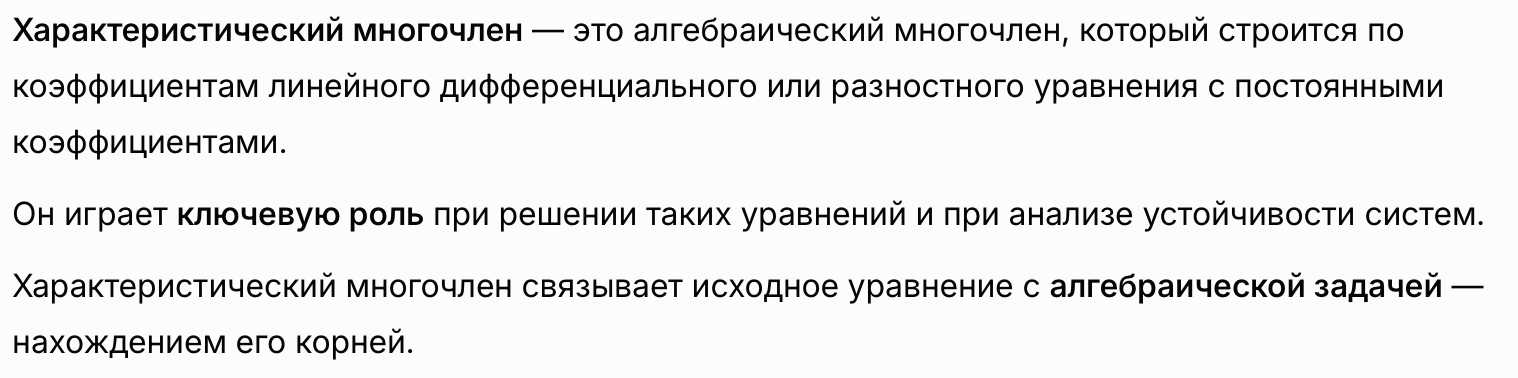 Характеристический многочлен — это алгебраический многочлен, который строится по
коэффициентам линейного дифференциального или разностного уравнения с постоянными
коэффициентами.
Он играет ключевую роль при решении таких уравнений и при анализе устойчивости систем.
Характеристический многочлен связывает исходное уравнение с алгебраической задачей —
нахождением его корней.